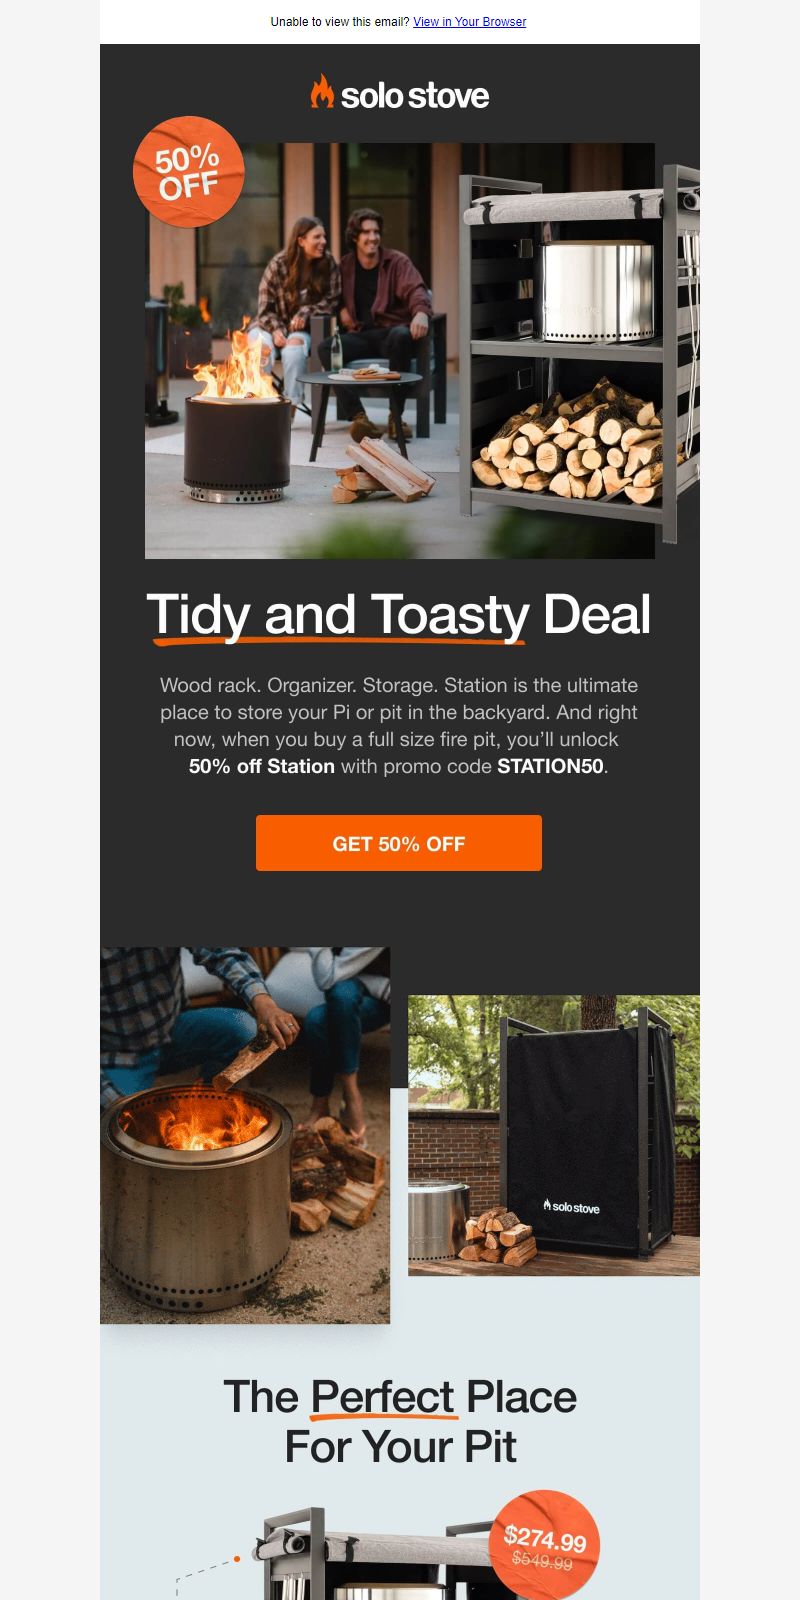 Unable to view this email? View in Your Browser
solo stove
50%
OFF
Tidy and Toasty Deal
Wood rack. Organizer. Storage. Station is the ultimate
place to store your Pi or pit in the backyard. And right
now, when you buy a full size fire pit, you’ll unlock
50% off Station with promo code STATION50.
GET 50% OFF
solo stove
The Perfect Place
For Your Pit
$274.99
$549.99